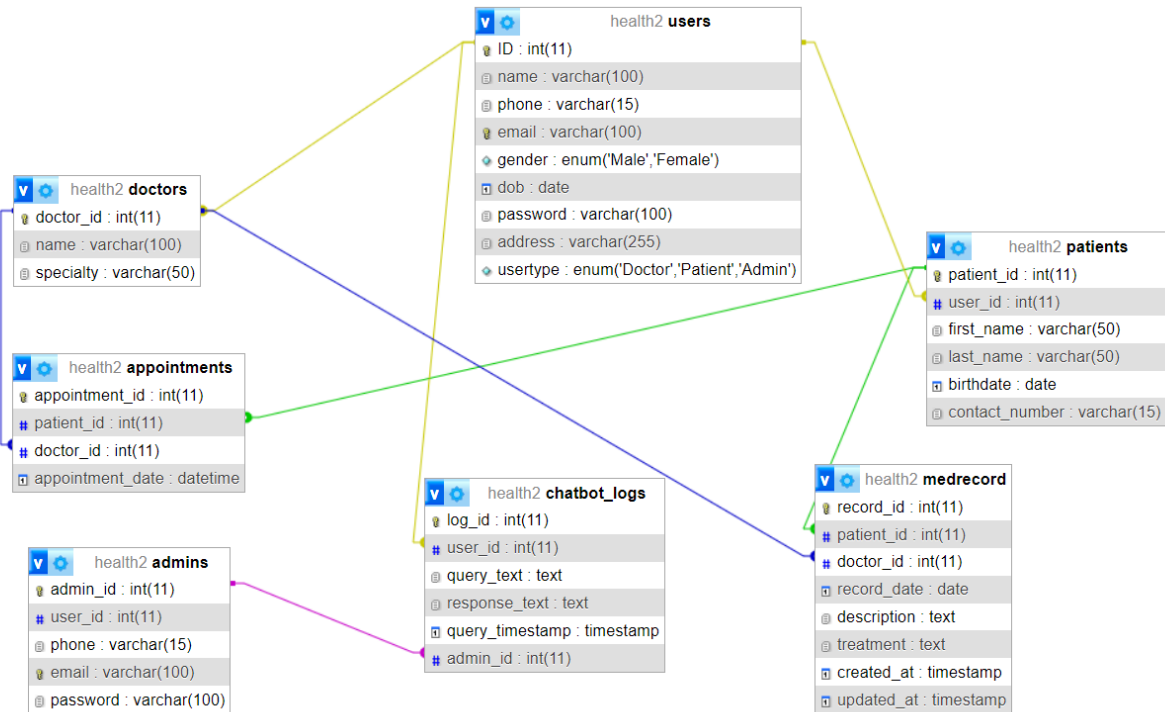 health2 users
ID : int(11)
name : varchar(100)
phone : varchar(15)
email : varchar(100)
gender : enum('Male','Female')
dob : date
password : varchar(100)
address : varchar(255)
usertype : enum('Doctor','Patient','Admin')
health2 doctors
doctor_id : int(11)
name : varchar(100)
specialty : varchar(50)
health2 patients
patient_id : int(11)
user_id : int(11)
first_name : varchar(50)
last_name : varchar(50)
birthdate : date
contact_number : varchar(15)
health2 appointments
appointment_id : int(11)
patient_id : int(11)
doctor_id : int(11)
appointment_date : datetime
health2 chatbot_logs
log_id : int(11)
user_id : int(11)
query_text : text
response_text : text
query_timestamp : timestamp
admin_id : int(11)
health2 medrecord
record_id : int(11)
patient_id : int(11)
doctor_id : int(11)
record_date : date
description : text
treatment : text
created_at : timestamp
updated_at : timestamp
health2 admins
admin_id : int(11)
user_id : int(11)
phone : varchar(15)
email : varchar(100)
password : varchar(100)